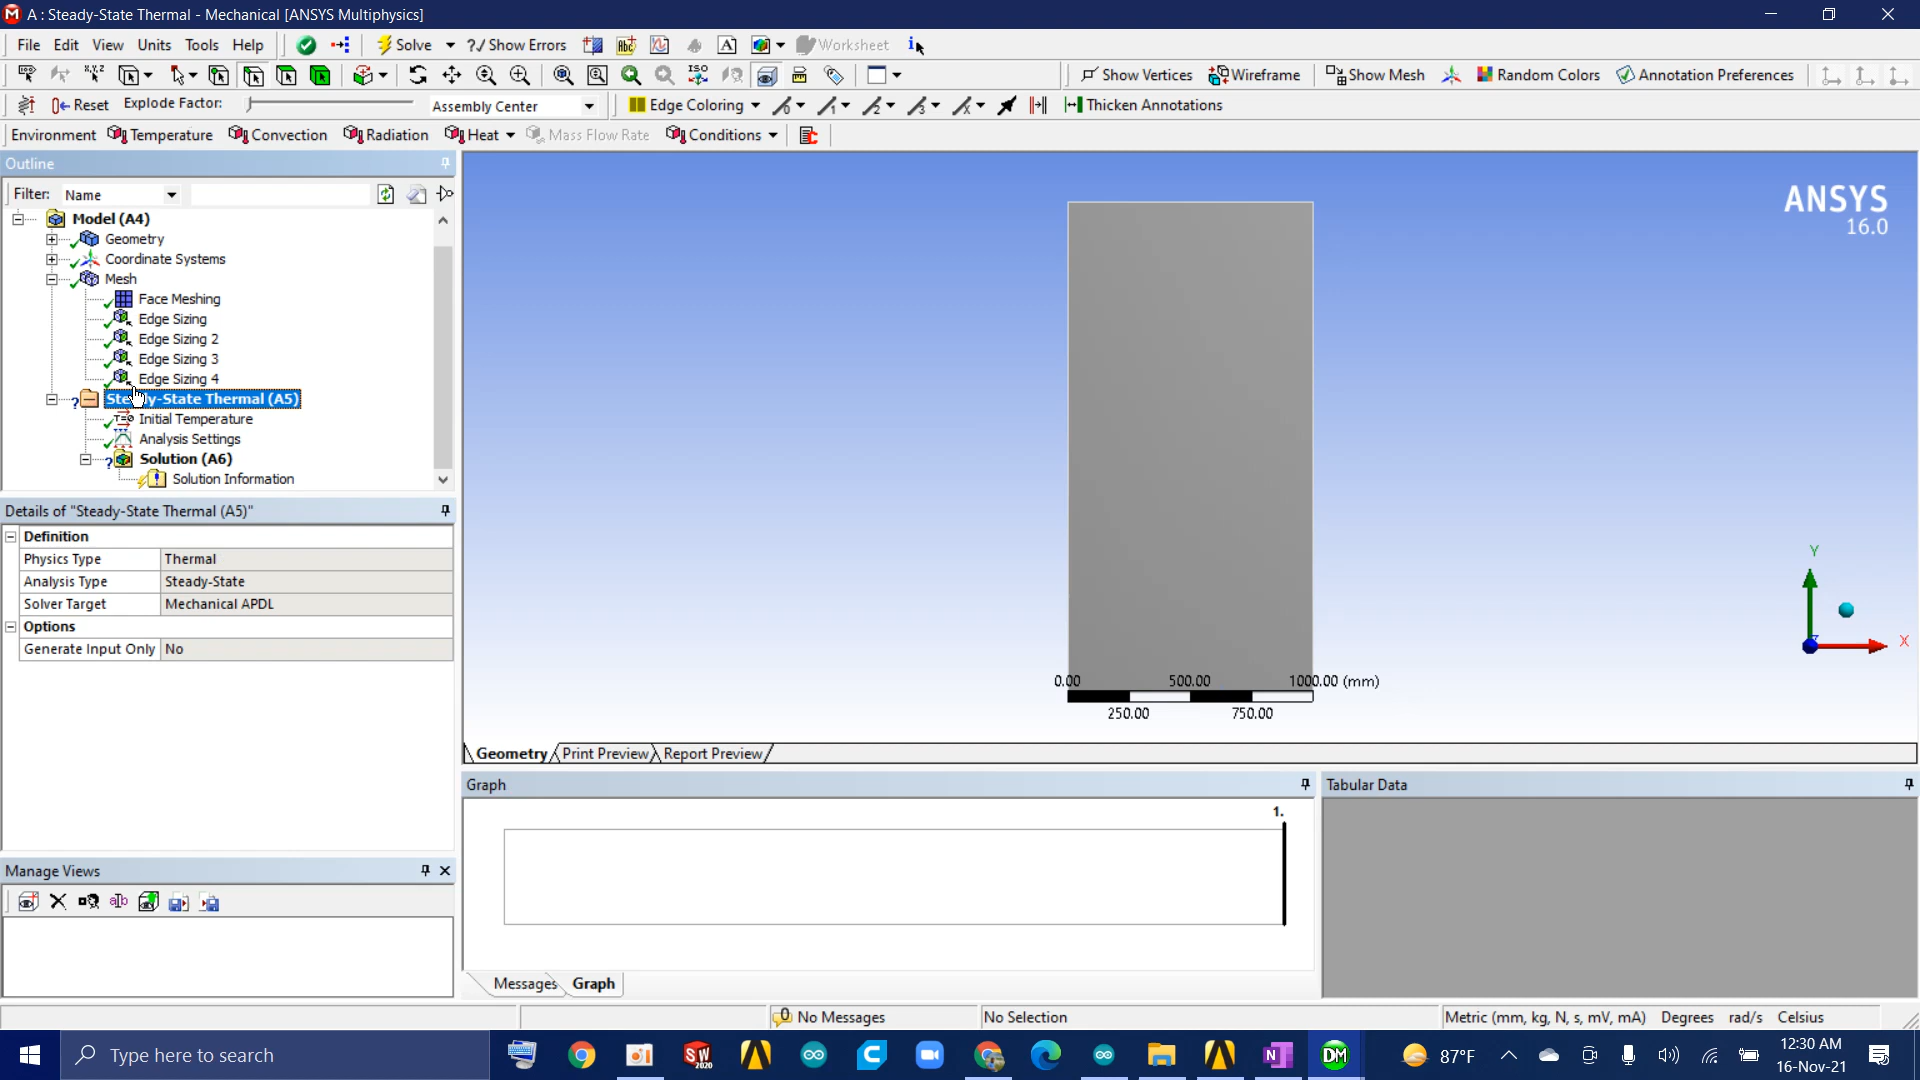 A : Steady-State Thermal - Mechanical [ANSYS Multiphysics]
File Edit View Units Tools Help Solve ?/ Show Errors Worksheet
Show Vertices Wireframe Show Mesh Random Colors Annotation Preferences
Reset Explode Factor: Assembly Center Edge Coloring Thicken Annotations
Environment Temperature Convection Radiation Heat Mass Flow Rate Conditions
Outline
Filter: Name
Model (A4)
Geometry
Coordinate Systems
Mesh
Face Meshing
Edge Sizing
Edge Sizing 2
Edge Sizing 3
Edge Sizing 4
Steady-State Thermal (A5)
Initial Temperature
Analysis Settings
Solution (A6)
Solution Information
Details of "Steady-State Thermal (A5)"
Definition
Physics Type Thermal
Analysis Type Steady-State
Solver Target Mechanical APDL
Options
Generate Input Only No
Manage Views
ANSYS
16.0
Y
X
0.00 500.00 1000.00 (mm)
250.00 750.00
Geometry Print Preview Report Preview
Graph
1.
Tabular Data
Messages Graph
0 No Messages No Selection Metric (mm, kg, N, s, mV, mA) Degrees rad/s Celsius
Type here to search
87°F
12:30 AM
16-Nov-21